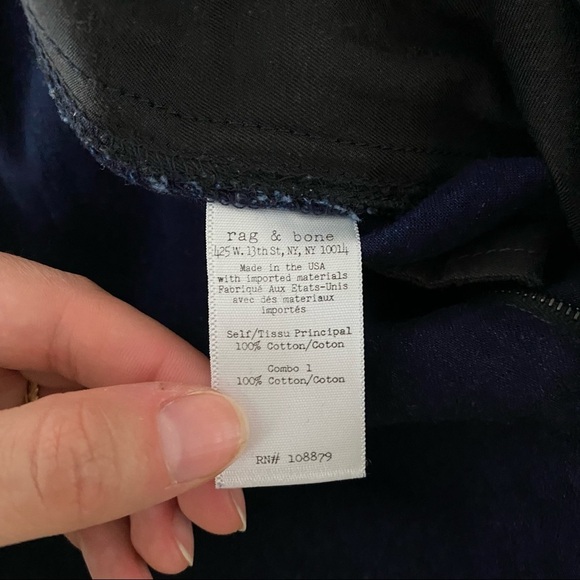 rag & bone
425 W. 13th St, NY, NY 10014
Made in the USA
with imported materials
Fabriqué Aux Etats-Unis
avec dés materiaux
importés
Self/Tissu Principal
100% Cotton/Coton
Combo 1
100% Cotton/Coton
RN# 108879